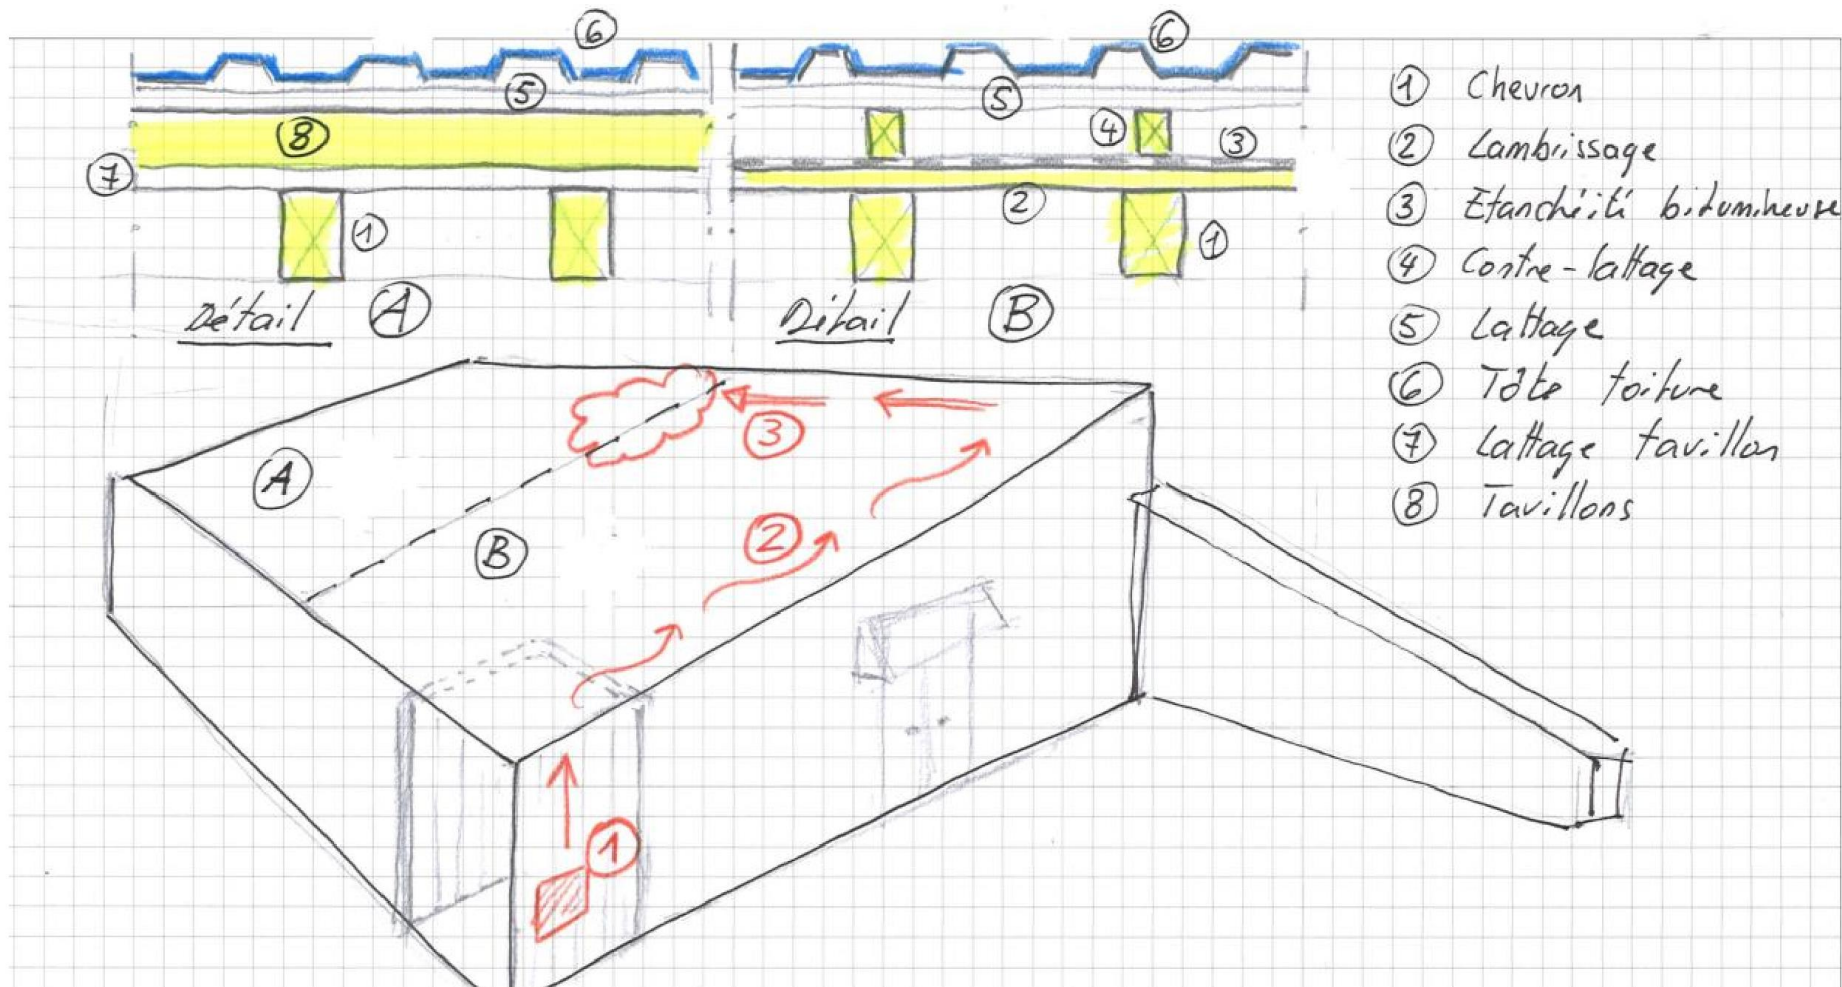 ⑥ ⑥
⑤ ⑤
⑧ ④ ③
⑦ ②
① ①
Détail Ⓐ
Détail Ⓑ
① Chevron
② Lambrissage
③ Etanchéité bitumineuse
④ Contre-lattage
⑤ Lattage
⑥ Tôle toiture
⑦ Lattage tavillon
⑧ Tavillons
③
Ⓐ
②
Ⓑ
①